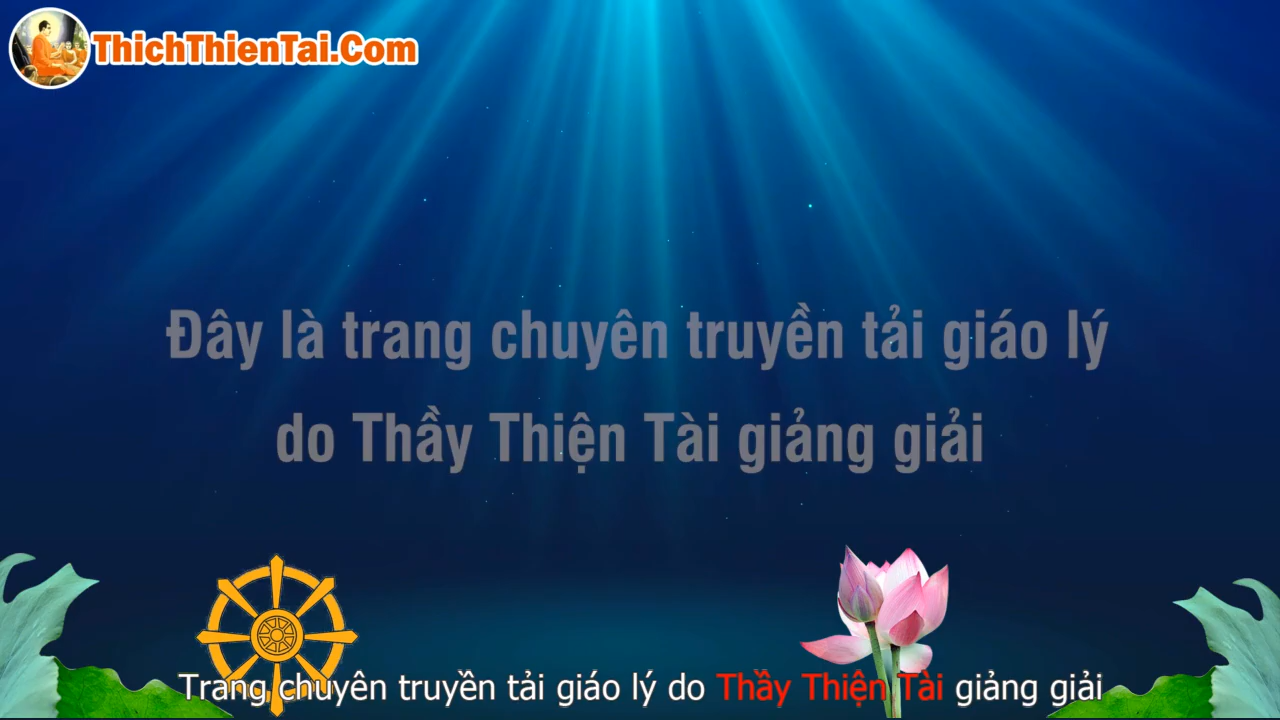 ThichThienTai.Com
Đây là trang chuyên truyền tải giáo lý
do Thầy Thiện Tài giảng giải
Trang chuyên truyền tải giáo lý do Thầy Thiện Tài giảng giải